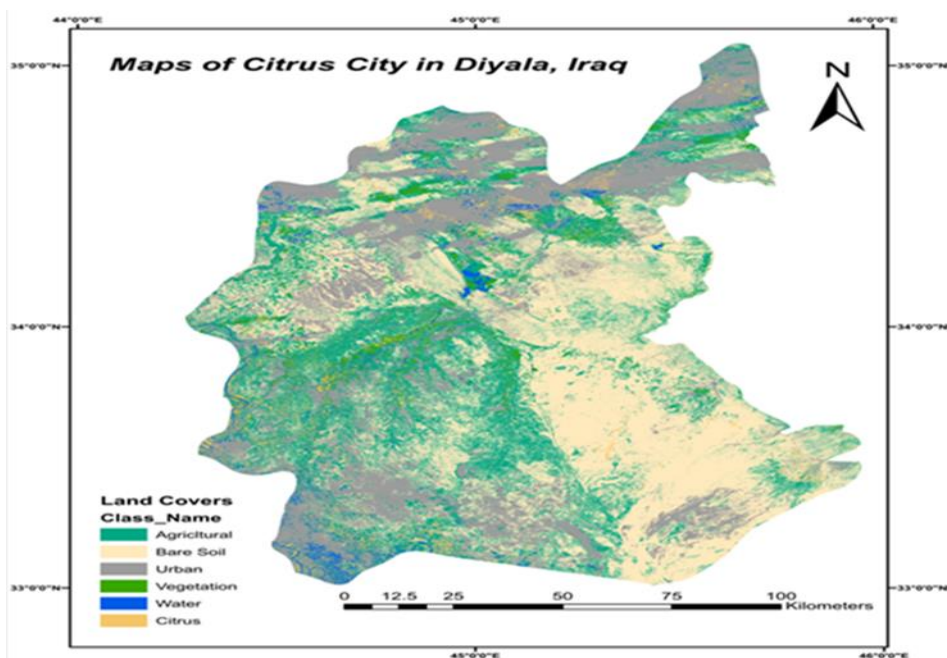 44°0'0"E 45°0'0"E 46°0'0"E
35°0'0"N 35°0'0"N
Maps of Citrus City in Diyala, Iraq
N
34°0'0"N 34°0'0"N
Land Covers
Class_Name
Agricltural
Bare Soil
Urban
Vegetation
Water
Citrus
0 12.5 25 50 75 100
Kilometers
33°0'0"N 33°0'0"N
45°0'0"E 46°0'0"E